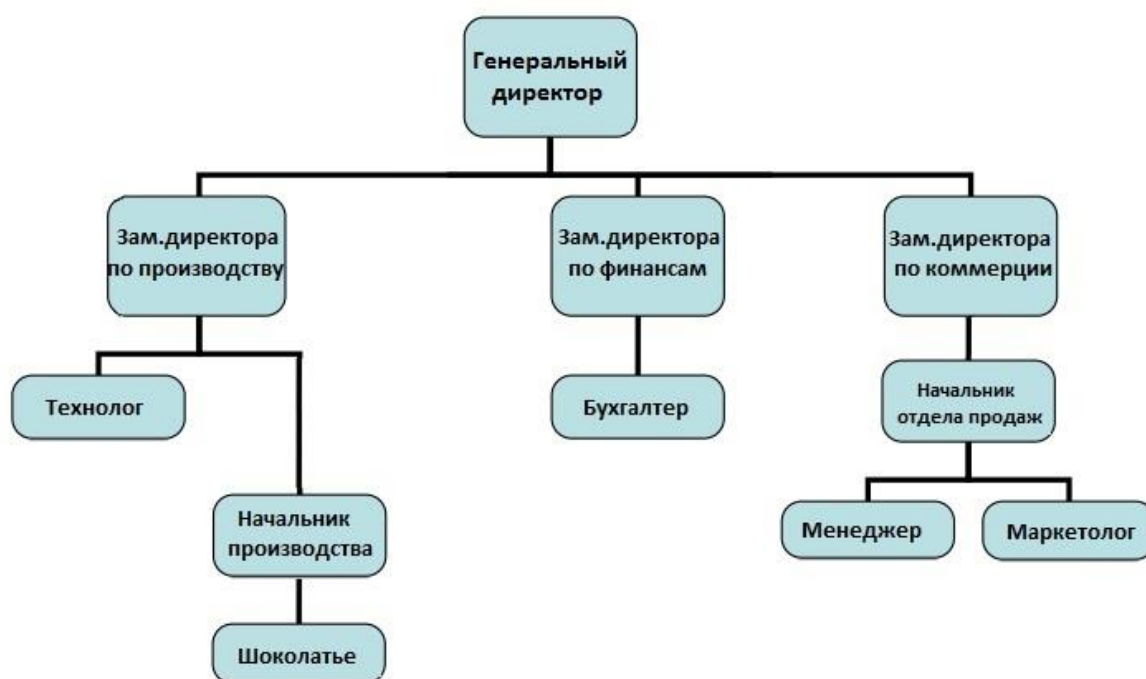 Генеральный
директор
Зам.директора
по производству
Зам.директора
по финансам
Зам.директора
по коммерции
Технолог
Бухгалтер
Начальник
отдела продаж
Начальник
производства
Менеджер
Маркетолог
Шоколатье